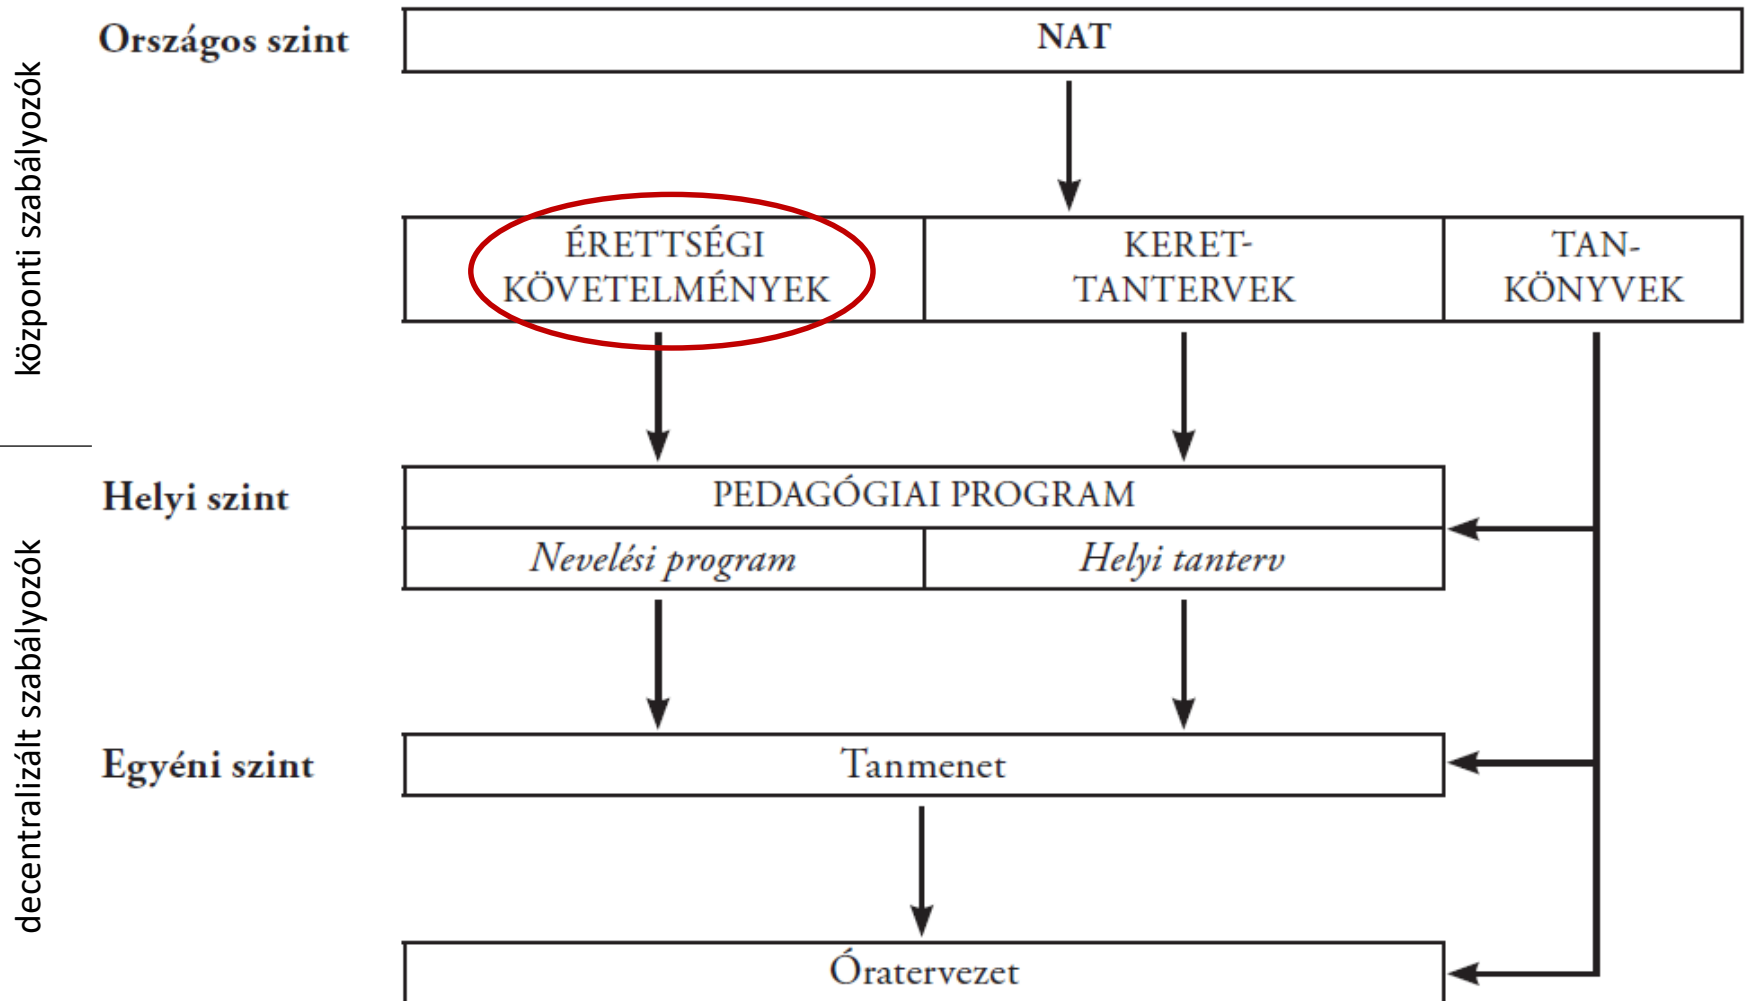 központi szabályozók
Országos szint
NAT
ÉRETTSÉGI
KÖVETELMÉNYEK
KERET-
TANTERVEK
TAN-
KÖNYVEK
decentralizált szabályozók
Helyi szint
PEDAGÓGIAI PROGRAM
Nevelési program
Helyi tanterv
Egyéni szint
Tanmenet
Óratervezet